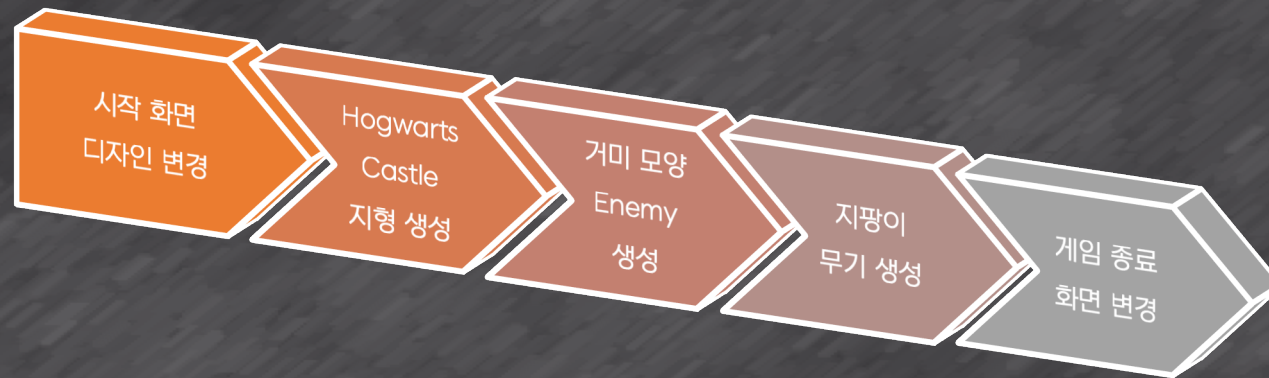 시작 화면
디자인 변경
Hogwarts
Castle
지형 생성
거미 모양
Enemy
생성
지팡이
무기 생성
게임 종료
화면 변경